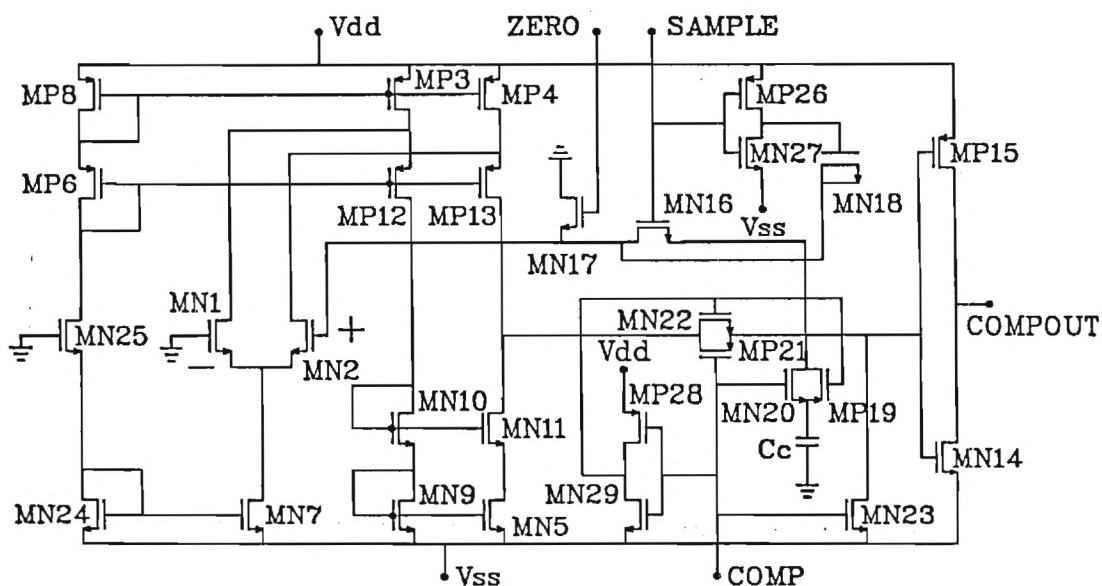 Vdd
ZERO
SAMPLE
MP8
MP3
MP4
MP26
MN27
MP15
MP6
MP12
MP13
MN16
MN18
Vss
MN17
MN25
MN1
+
−
MN2
MN22
COMPOUT
Vdd
MP21
MP28
MN20
MP19
MN10
MN11
Cc
MN14
MN24
MN7
MN9
MN5
MN29
MN23
Vss
COMP